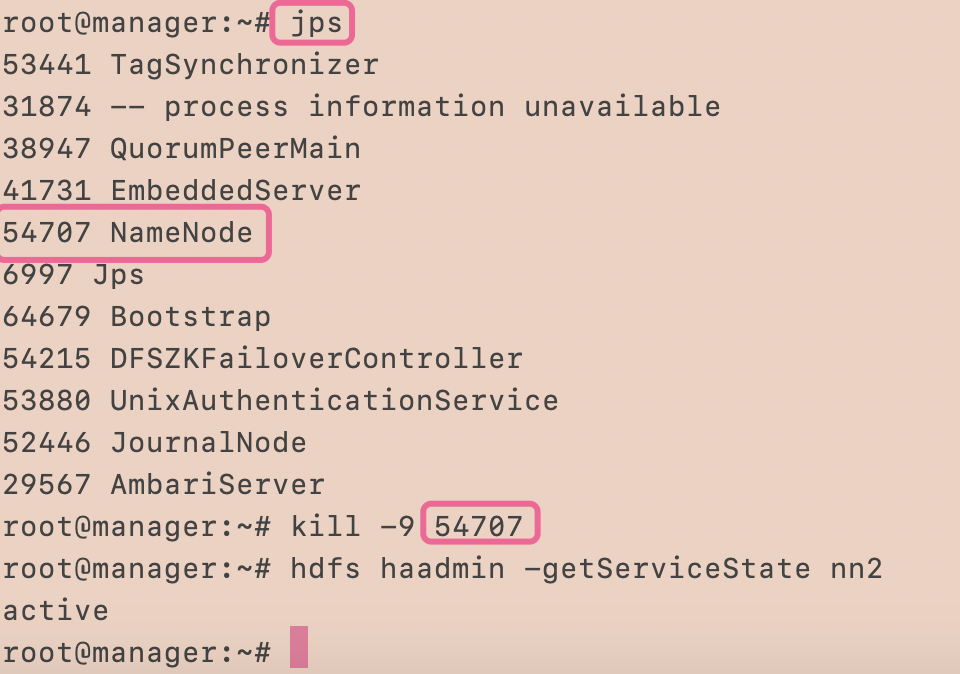 root@manager:~# jps
53441 TagSynchronizer
31874 -- process information unavailable
38947 QuorumPeerMain
41731 EmbeddedServer
54707 NameNode
6997 Jps
64679 Bootstrap
54215 DFSZKFailoverController
53880 UnixAuthenticationService
52446 JournalNode
29567 AmbariServer
root@manager:~# kill -9 54707
root@manager:~# hdfs haadmin -getServiceState nn2
active
root@manager:~#